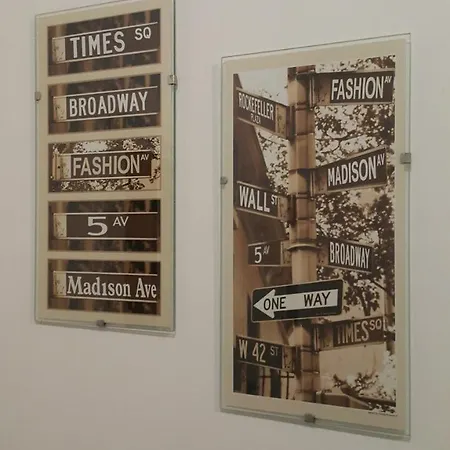 TIMES SQ
BROADWAY
FASHION AV
5 AV
Madison Ave
ROCKEFELLER
PLAZA
FASHION AV
MADISON AV
WALL ST
5 AV
BROADWAY
ONE WAY
TIMES SQ
W 42 ST